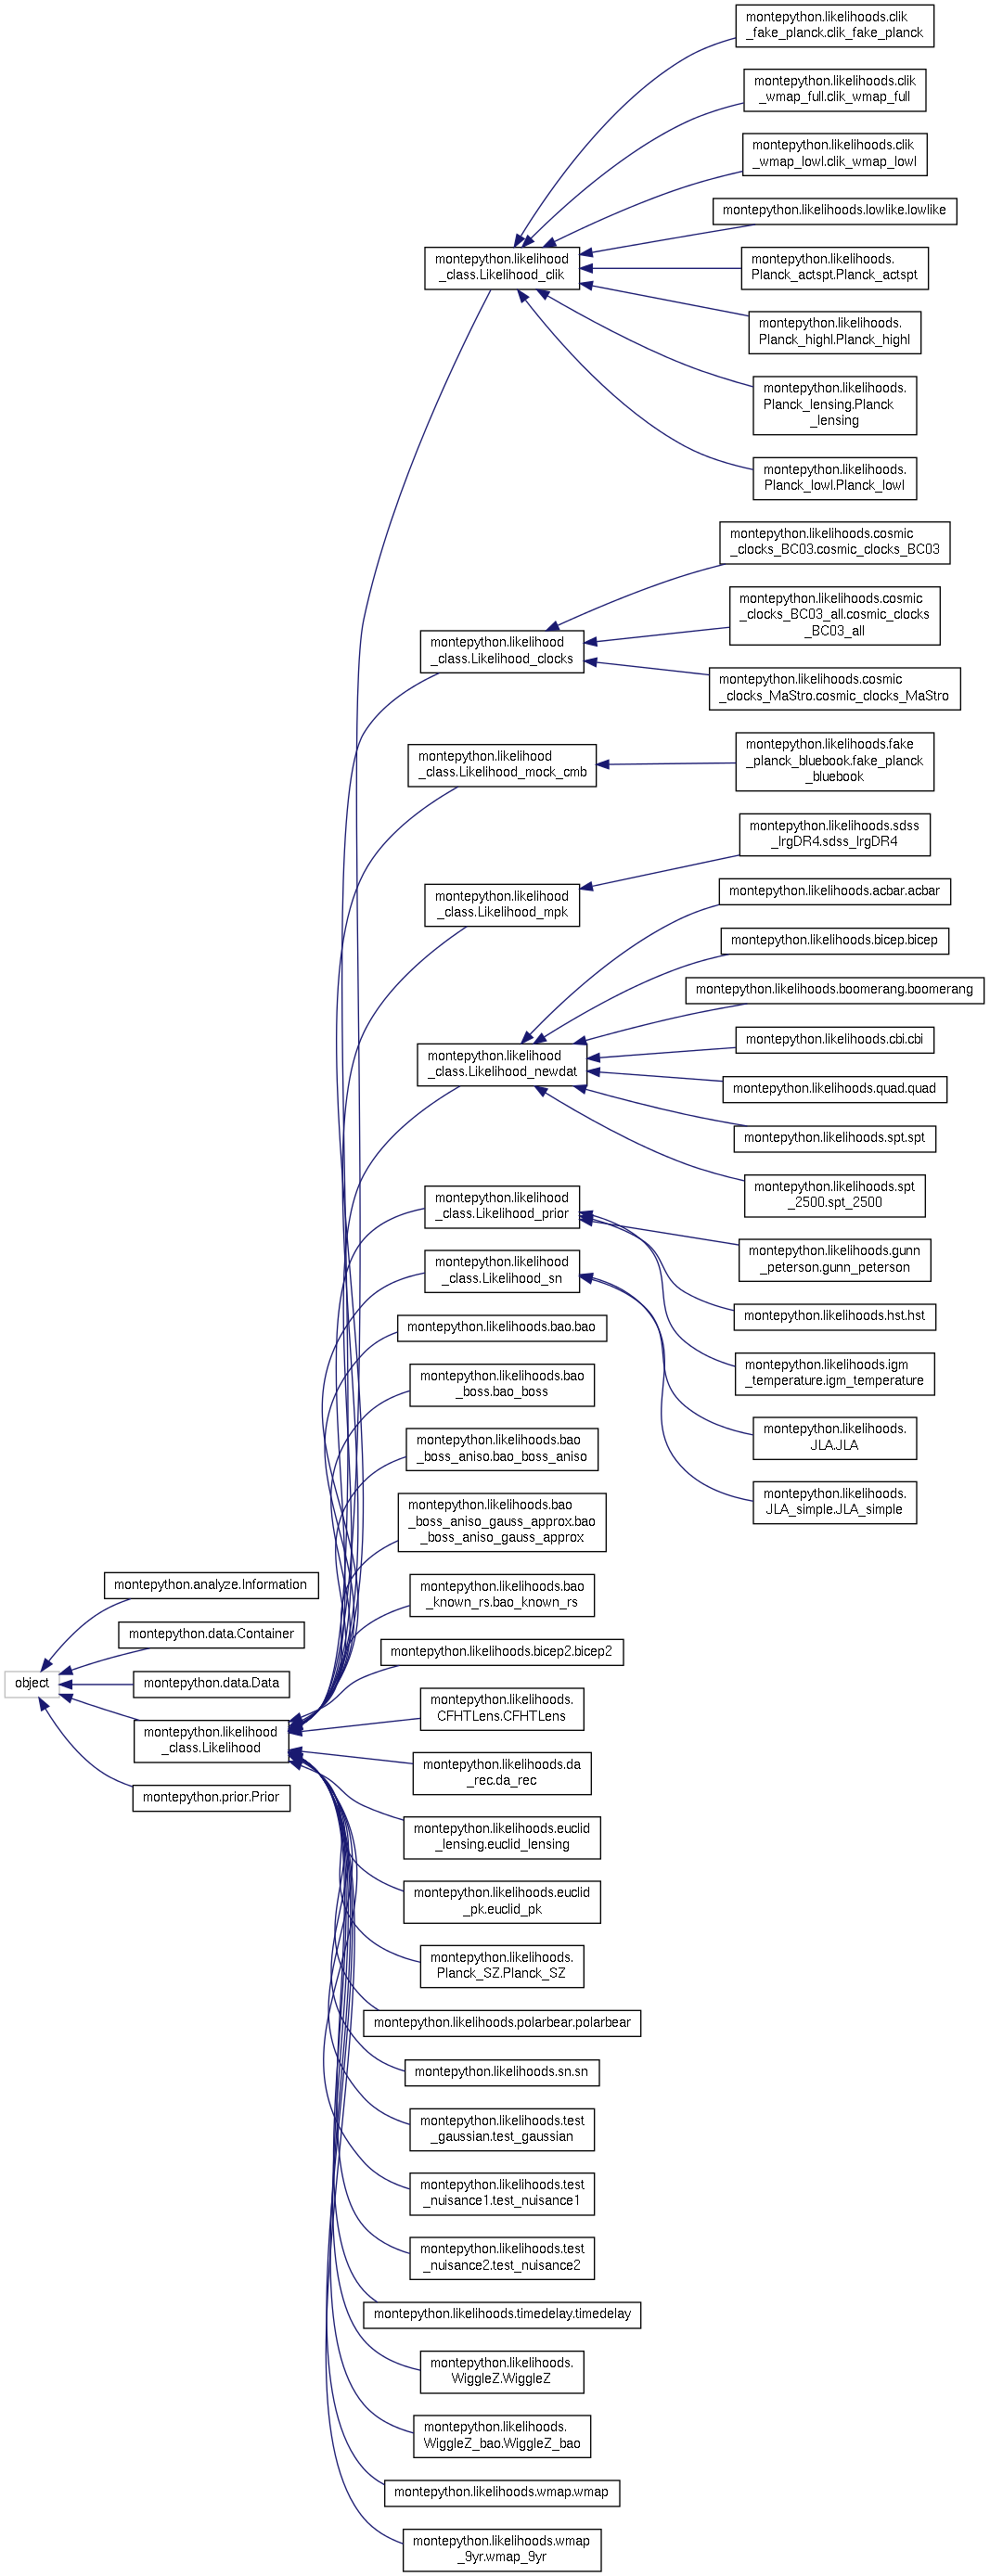 montepython.likelihoods.clik
_fake_planck.clik_fake_planck
montepython.likelihoods.clik
_wmap_full.clik_wmap_full
montepython.likelihoods.clik
_wmap_lowl.clik_wmap_lowl
montepython.likelihoods.lowlike.lowlike
montepython.likelihood
_class.Likelihood_clik
montepython.likelihoods.
Planck_actspt.Planck_actspt
montepython.likelihoods.
Planck_highl.Planck_highl
montepython.likelihoods.
Planck_lensing.Planck
_lensing
montepython.likelihoods.
Planck_lowl.Planck_lowl
montepython.likelihoods.cosmic
_clocks_BC03.cosmic_clocks_BC03
montepython.likelihoods.cosmic
_clocks_BC03_all.cosmic_clocks
_BC03_all
montepython.likelihood
_class.Likelihood_clocks
montepython.likelihoods.cosmic
_clocks_MaStro.cosmic_clocks_MaStro
montepython.likelihood
_class.Likelihood_mock_cmb
montepython.likelihoods.fake
_planck_bluebook.fake_planck
_bluebook
montepython.likelihoods.sdss
_lrgDR4.sdss_lrgDR4
montepython.likelihood
_class.Likelihood_mpk
montepython.likelihoods.acbar.acbar
montepython.likelihoods.bicep.bicep
montepython.likelihoods.boomerang.boomerang
montepython.likelihoods.cbi.cbi
montepython.likelihood
_class.Likelihood_newdat
montepython.likelihoods.quad.quad
montepython.likelihoods.spt.spt
montepython.likelihoods.spt
_2500.spt_2500
montepython.likelihood
_class.Likelihood_prior
montepython.likelihoods.gunn
_peterson.gunn_peterson
montepython.likelihood
_class.Likelihood_sn
montepython.likelihoods.hst.hst
montepython.likelihoods.bao.bao
montepython.likelihoods.igm
_temperature.igm_temperature
montepython.likelihoods.bao
_boss.bao_boss
montepython.likelihoods.
JLA.JLA
montepython.likelihoods.bao
_boss_aniso.bao_boss_aniso
montepython.likelihoods.
JLA_simple.JLA_simple
montepython.likelihoods.bao
_boss_aniso_gauss_approx.bao
_boss_aniso_gauss_approx
montepython.analyze.Information
montepython.likelihoods.bao
_known_rs.bao_known_rs
montepython.data.Container
montepython.likelihoods.bicep2.bicep2
object
montepython.data.Data
montepython.likelihoods.
CFHTLens.CFHTLens
montepython.likelihood
_class.Likelihood
montepython.likelihoods.da
_rec.da_rec
montepython.prior.Prior
montepython.likelihoods.euclid
_lensing.euclid_lensing
montepython.likelihoods.euclid
_pk.euclid_pk
montepython.likelihoods.
Planck_SZ.Planck_SZ
montepython.likelihoods.polarbear.polarbear
montepython.likelihoods.sn.sn
montepython.likelihoods.test
_gaussian.test_gaussian
montepython.likelihoods.test
_nuisance1.test_nuisance1
montepython.likelihoods.test
_nuisance2.test_nuisance2
montepython.likelihoods.timedelay.timedelay
montepython.likelihoods.
WiggleZ.WiggleZ
montepython.likelihoods.
WiggleZ_bao.WiggleZ_bao
montepython.likelihoods.wmap.wmap
montepython.likelihoods.wmap
_9yr.wmap_9yr